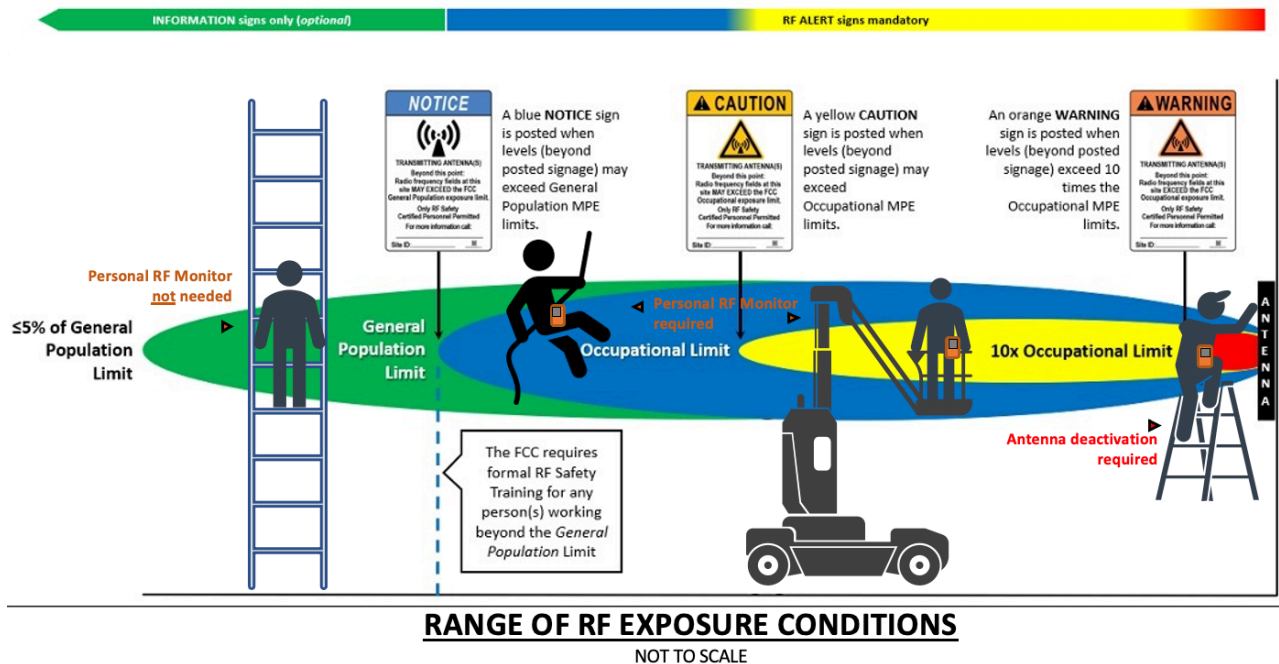 INFORMATION signs only (optional)
RF ALERT signs mandatory
NOTICE
TRANSMITTING ANTENNA(S)
Beyond this point:
Radio frequency fields at this
site MAY EXCEED the FCC
General Population exposure limit.
Only RF Safety
Certified Personnel Permitted
For more information call:
Site ID:
A blue NOTICE sign
is posted when
levels (beyond
posted signage) may
exceed General
Population MPE
limits.
CAUTION
TRANSMITTING ANTENNA(S)
Beyond this point:
Radio frequency fields at this
site MAY EXCEED the FCC
Occupational exposure limit.
Only RF Safety
Certified Personnel Permitted
For more information call:
Site ID:
A yellow CAUTION
sign is posted when
levels (beyond
posted signage) may
exceed
Occupational MPE
limits.
An orange WARNING
sign is posted when
levels (beyond posted
signage) exceed 10
times the
Occupational MPE
limits.
WARNING
TRANSMITTING ANTENNA(S)
Beyond this point:
Radio frequency fields at this
site EXCEED 10x the FCC
Occupational exposure limit.
Only RF Safety
Certified Personnel Permitted
For more information call:
Site ID:
Personal RF Monitor
not needed
≤5% of General
Population
Limit
General
Population
Limit
Personal RF Monitor
required
Occupational Limit
10x Occupational Limit
ANTENNA
Antenna deactivation
required
The FCC requires
formal RF Safety
Training for any
person(s) working
beyond the General
Population Limit
RANGE OF RF EXPOSURE CONDITIONS
NOT TO SCALE